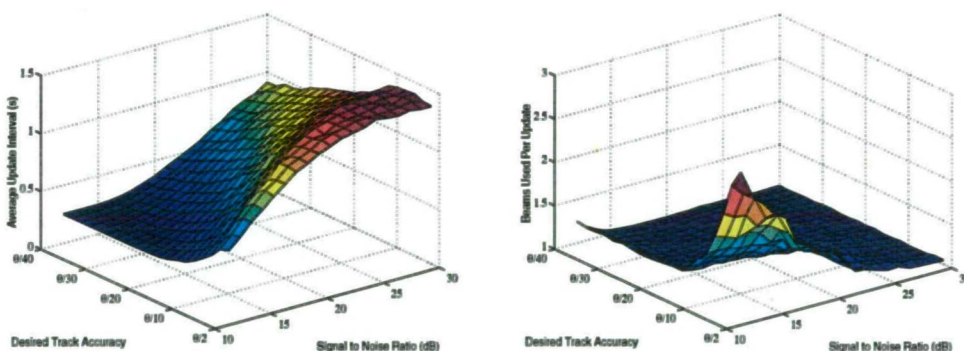 1.5
1
0.5
0
Average Update Interval (s)
θ/40
θ/30
θ/20
θ/10
θ/2
10
15
20
25
30
Desired Track Accuracy
Signal to Noise Ratio (dB)
3
2.5
2
1.5
1
Beams Used Per Update
θ/40
θ/30
θ/20
θ/10
θ/2
10
15
20
25
3
Desired Track Accuracy
Signal to Noise Ratio (dB)